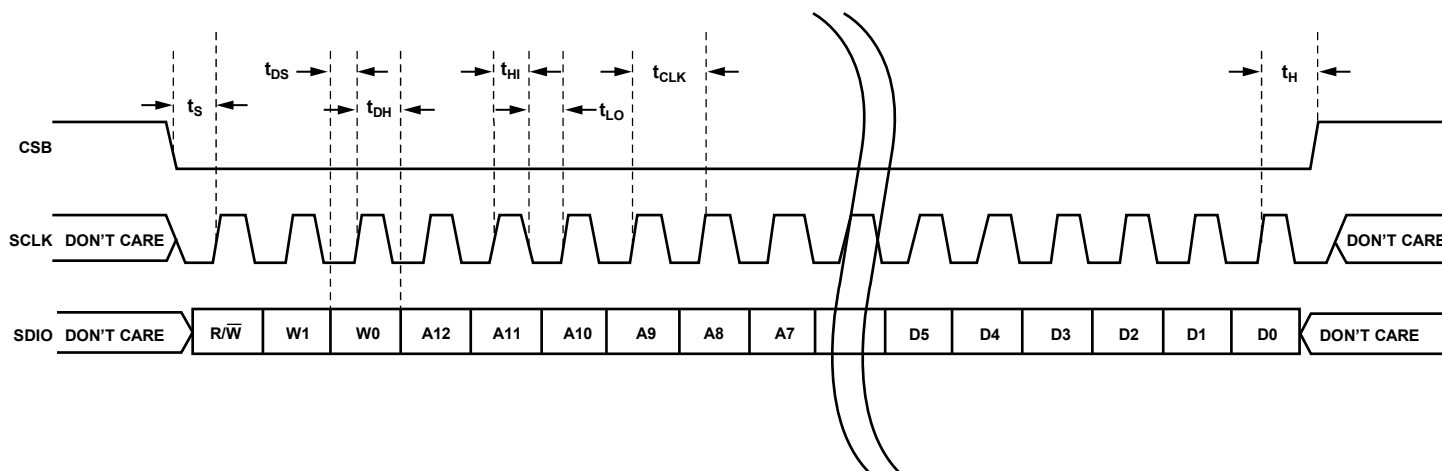 tDS
tHI
tCLK
tH
tS
tDH
tLO
CSB
SCLK DON'T CARE DON'T CARE
SDIO DON'T CARE R/W̅ W1 W0 A12 A11 A10 A9 A8 A7 D5 D4 D3 D2 D1 D0 DON'T CARE